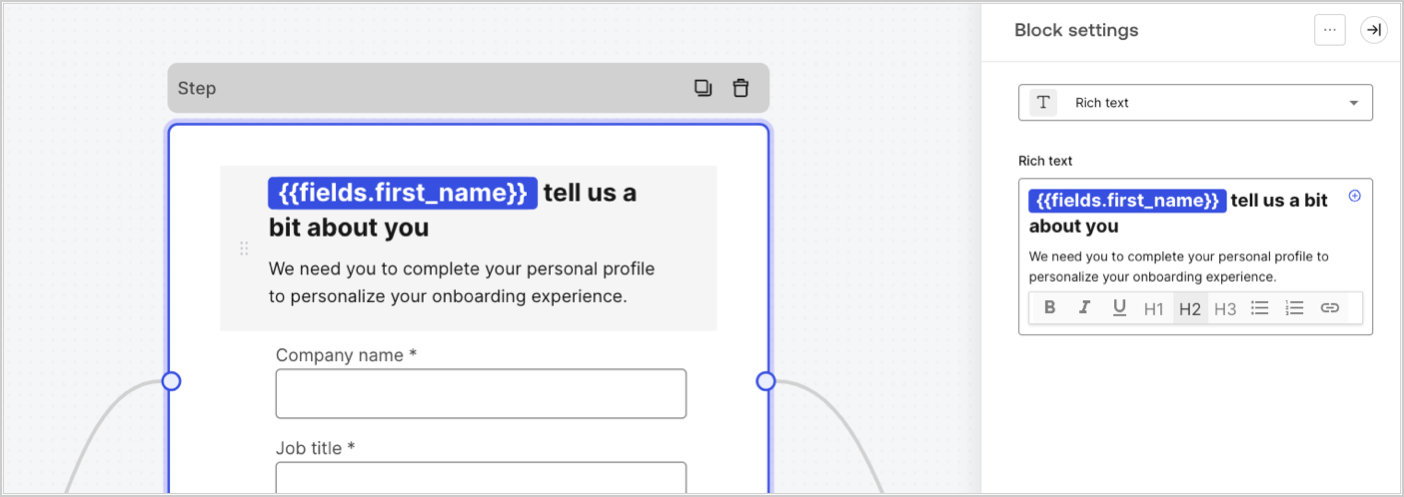 Block settings
Step
T Rich text
Rich text
{{fields.first_name}} tell us a
bit about you
We need you to complete your personal profile
to personalize your onboarding experience.
Company name *
Job title *
{{fields.first_name}} tell us a bit
about you
We need you to complete your personal profile to
personalize your onboarding experience.
B I U H1 H2 H3